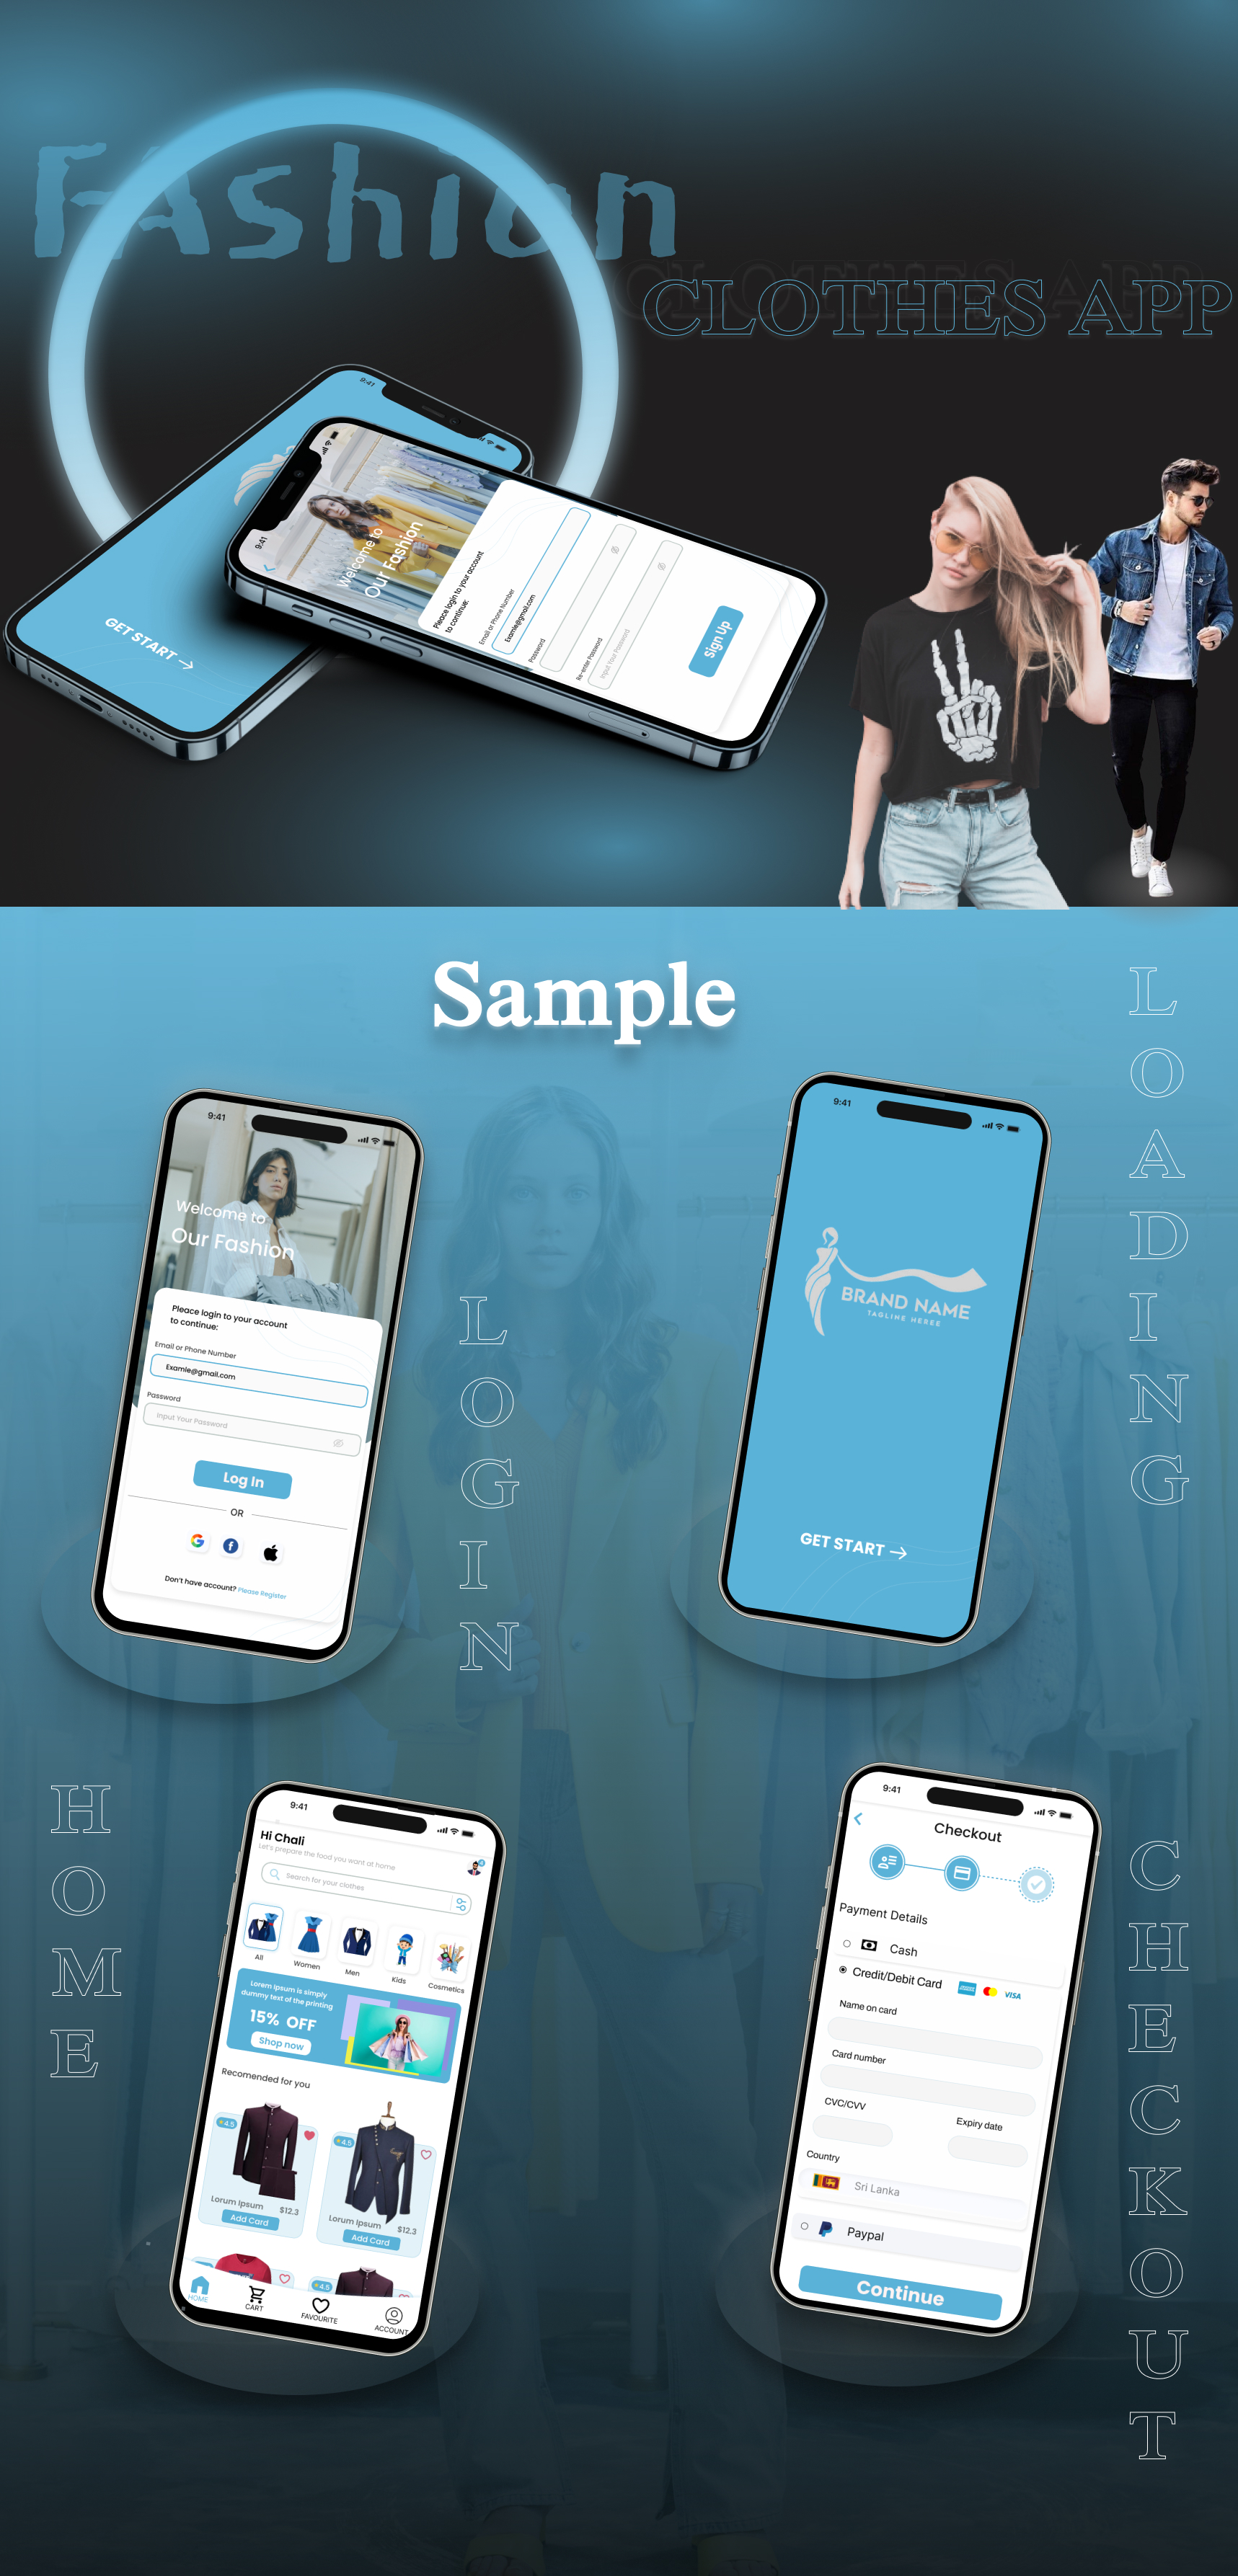 FAshion
CLOTHES APP
9:41
GET START →
9:41
Welcome to
Our Fashion
Pleace login to your account
to continue:
Email or Phone Number
Examle@gmail.com
Password
Re-enter Password
Input Your Password
Sign Up
Sample
LOADING
9:41
Welcome to
Our Fashion
Pleace login to your account
to continue:
Email or Phone Number
Examle@gmail.com
Password
Input Your Password
Log In
OR
Don't have account? Please Register
LOGIN
9:41
BRAND NAME
TAGLINE HEREE
GET START →
HOME
9:41
Hi Chali
Let's prepare the food you want at home
Search for your clothes
All
Women
Men
Kids
Cosmetics
Lorem Ipsum is simply
dummy text of the printing
15% OFF
Shop now
Recomended for you
4.5
4.5
Lorum Ipsum
$12.3
Add Card
Lorum Ipsum
$12.3
Add Card
4.5
HOME
CART
FAVOURITE
ACCOUNT
9:41
Checkout
Payment Details
Cash
Credit/Debit Card
VISA
Name on card
Card number
CVC/CVV
Expiry date
Country
Sri Lanka
Paypal
Continue
CHECKOUT